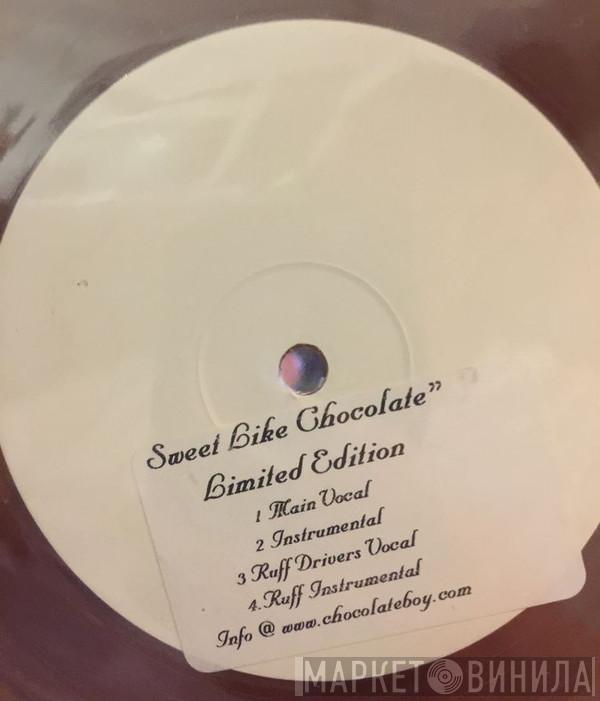 Sweet Like Chocolate”
Limited Edition
1 Main Vocal
2 Instrumental
3 Ruff Drivers Vocal
4.Ruff Instrumental
Info @ www.chocolateboy.com
МАРКЕТ ВИНИЛА